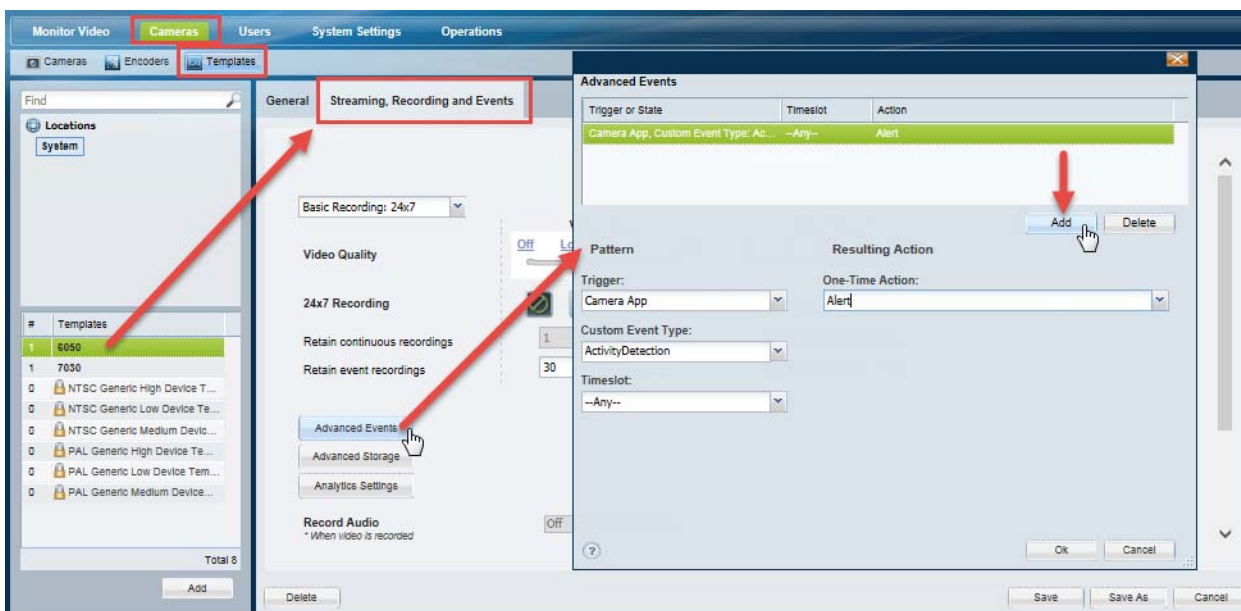 Monitor Video Cameras Users System Settings Operations
Cameras Encoders Templates
Find
Locations
System
# Templates
1 6050
1 7030
0 NTSC Generic High Device T...
0 NTSC Generic Low Device Te...
0 NTSC Generic Medium Devic...
0 PAL Generic High Device Te...
0 PAL Generic Low Device Tem...
0 PAL Generic Medium Device...
Total 8
Add
General Streaming, Recording and Events
Basic Recording: 24x7
Video Quality
Off
24x7 Recording
Retain continuous recordings 1
Retain event recordings 30
Advanced Events
Advanced Storage
Analytics Settings
Record Audio Off
* When video is recorded
Delete
Advanced Events
Trigger or State Timeslot Action
Camera App, Custom Event Type: Ac... --Any-- Alert
Add Delete
Pattern Resulting Action
Trigger: One-Time Action:
Camera App Alert
Custom Event Type:
ActivityDetection
Timeslot:
--Any--
? Ok Cancel
Save Save As Cancel